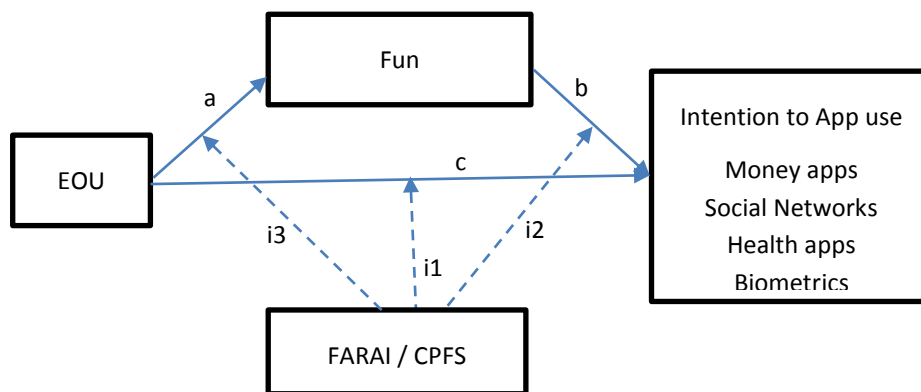 Fun
a
b
Intention to App use
EOU
Money apps
c
Social Networks
Health apps
i3
i2
i1
Biometrics
FARAI / CPFS